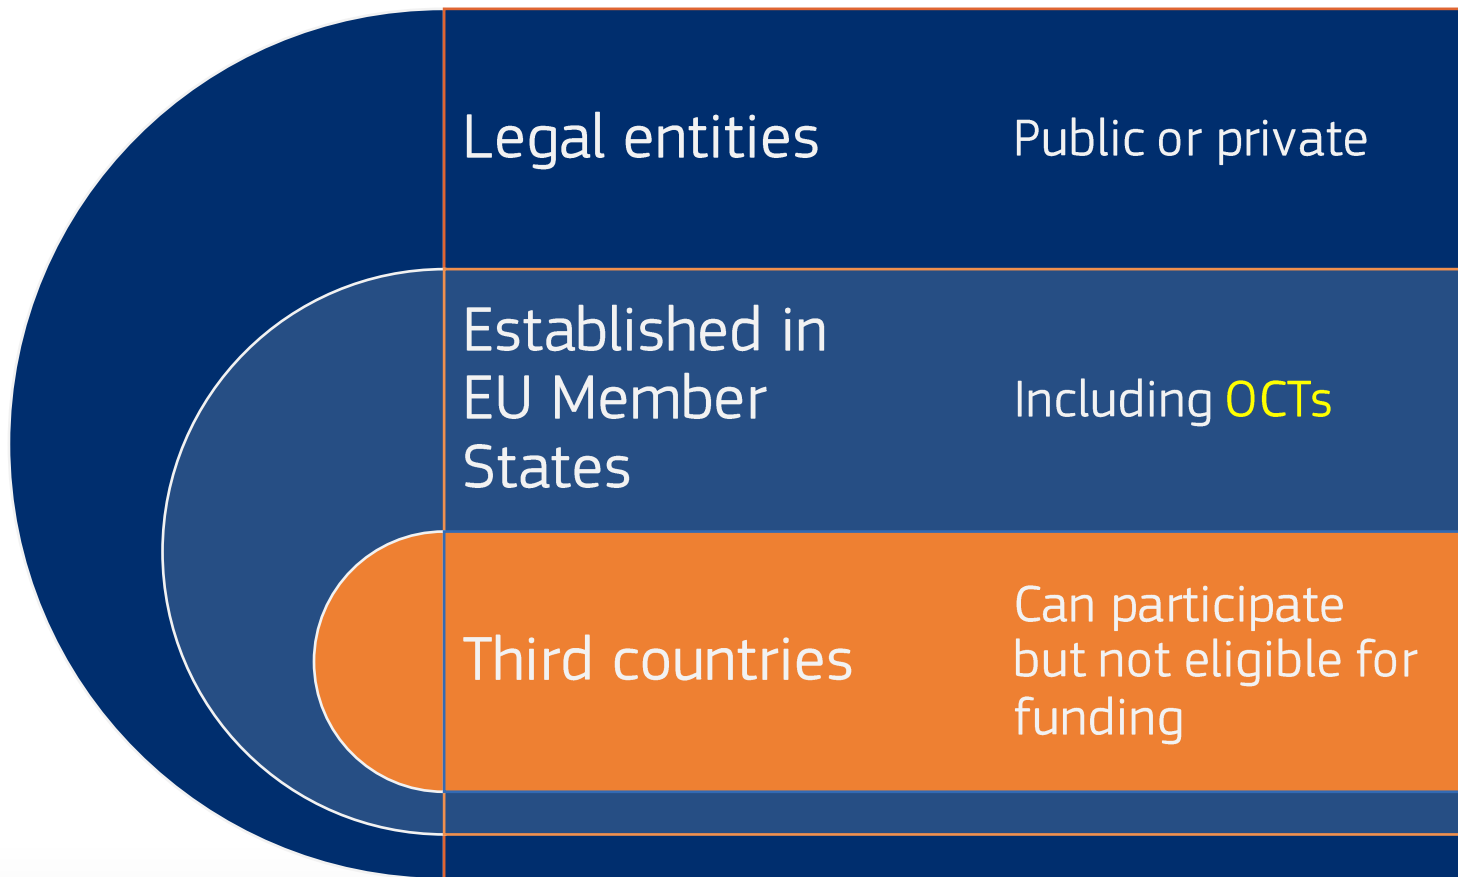 Legal entities
Public or private
Established in
EU Member
States
Including OCTs
Third countries
Can participate
but not eligible for
funding